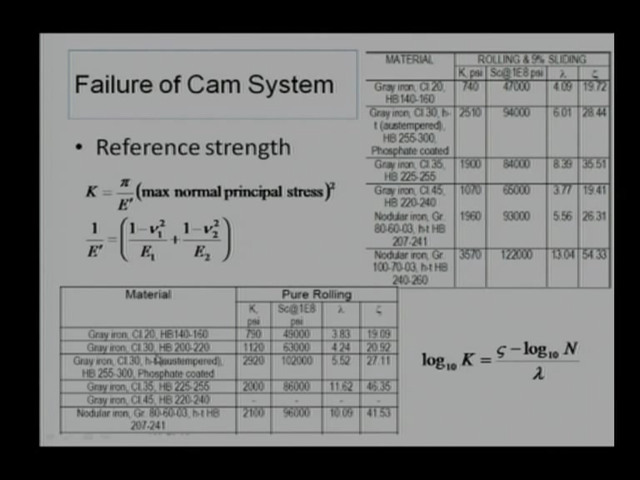 Failure of Cam System
• Reference strength
K = π/E′ (max normal principal stress)²
1/E′ = ( (1−ν₁²)/E₁ + (1−ν₂²)/E₂ )
MATERIAL ROLLING & 9% SLIDING
K, psi Sc@1E8 psi λ ζ
Gray iron, Cl.20, 740 47000 4.09 19.72
HB140-160
Gray iron, Cl.30, h- 2510 94000 6.01 28.44
t (austempered),
HB 255-300,
Phosphate coated
Gray iron, Cl.35, 1900 84000 8.39 35.51
HB 225-255
Gray iron, Cl.45, 1070 65000 3.77 19.41
HB 220-240
Nodular iron, Gr. 1960 93000 5.56 26.31
80-60-03, h-t HB
207-241
Nodular iron, Gr. 3570 122000 13.04 54.33
100-70-03, h-t HB
240-260
Material Pure Rolling
K, Sc@1E8 λ ζ
psi psi
Gray iron, Cl.20, HB140-160 790 49000 3.83 19.09
Gray iron, Cl.30, HB 200-220 1120 63000 4.24 20.92
Gray iron, Cl.30, h-t (austempered), 2920 102000 5.52 27.11
HB 255-300, Phosphate coated
Gray iron, Cl.35, HB 225-255 2000 86000 11.62 46.35
Gray iron, Cl.45, HB 220-240 - - - -
Nodular iron, Gr. 80-60-03, h-t HB 2100 96000 10.09 41.53
207-241
log₁₀ K = (ς − log₁₀ N)/λ